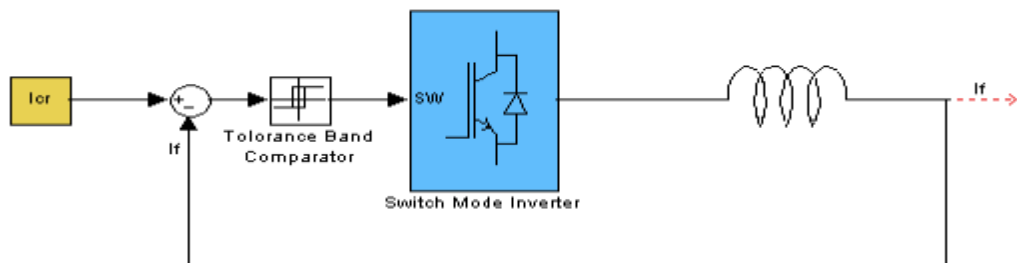 Icr
If
Tolorance Band
Comparator
SW
Switch Mode Inverter
If